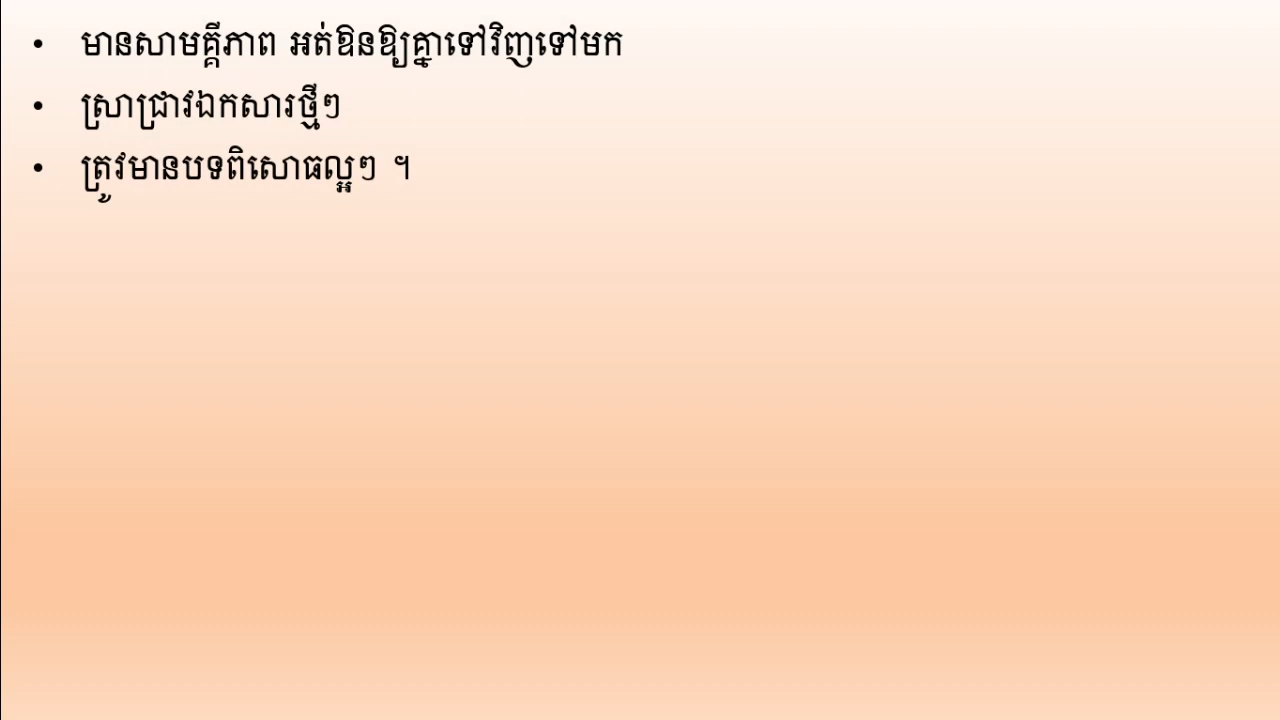 • មានសាមគ្គីភាព អត់ឱនឱ្យគ្នាទៅវិញទៅមក
• ស្រាជ្រាវឯកសារថ្មីៗ
• ត្រូវមានបទពិសោធល្អៗ ។